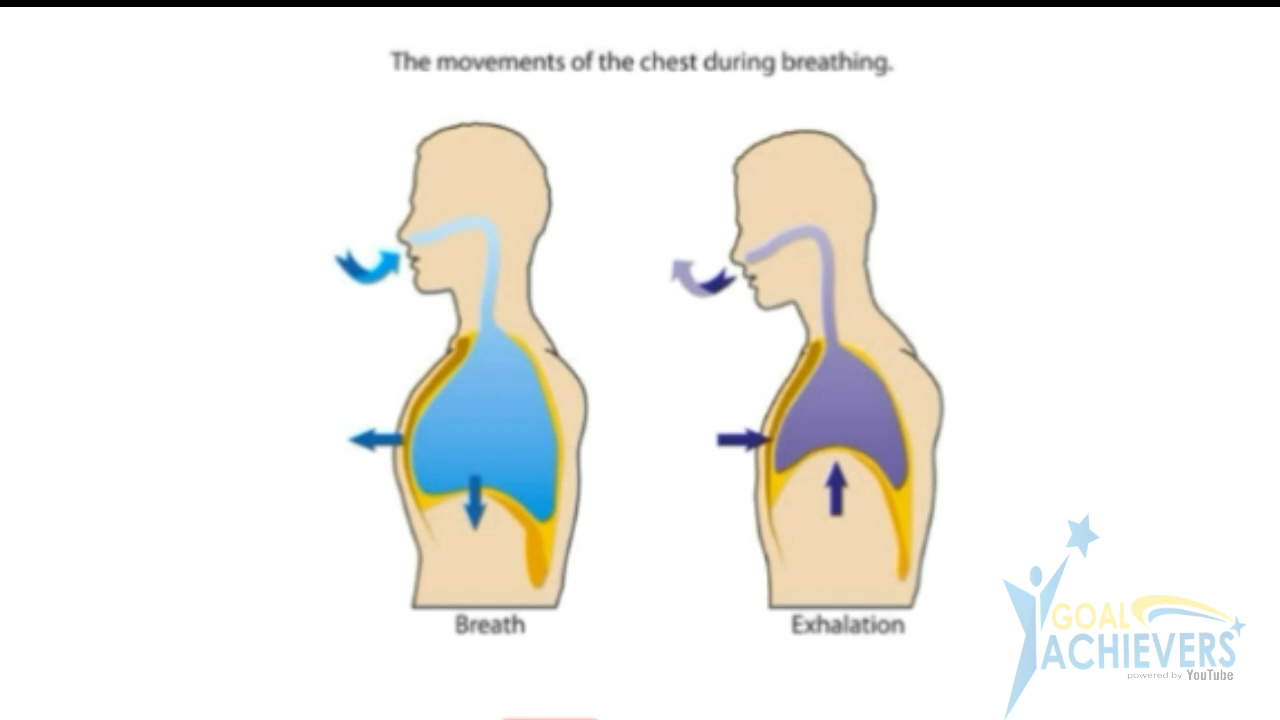 The movements of the chest during breathing.
Breath
Exhalation
GOAL
ACHIEVERS
powered by YouTube